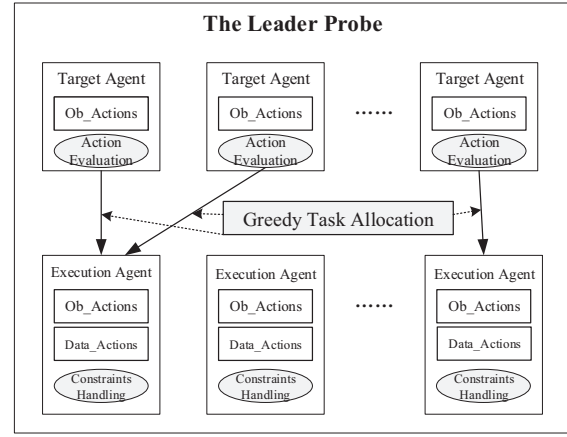 The Leader Probe
Target Agent
Ob_Actions
Action
Evaluation
Target Agent
Ob_Actions
Action
Evaluation
......
Target Agent
Ob_Actions
Action
Evaluation
Greedy Task Allocation
Execution Agent
Ob_Actions
Data_Actions
Constraints
Handling
Execution Agent
Ob_Actions
Data_Actions
Constraints
Handling
......
Execution Agent
Ob_Actions
Data_Actions
Constraints
Handling